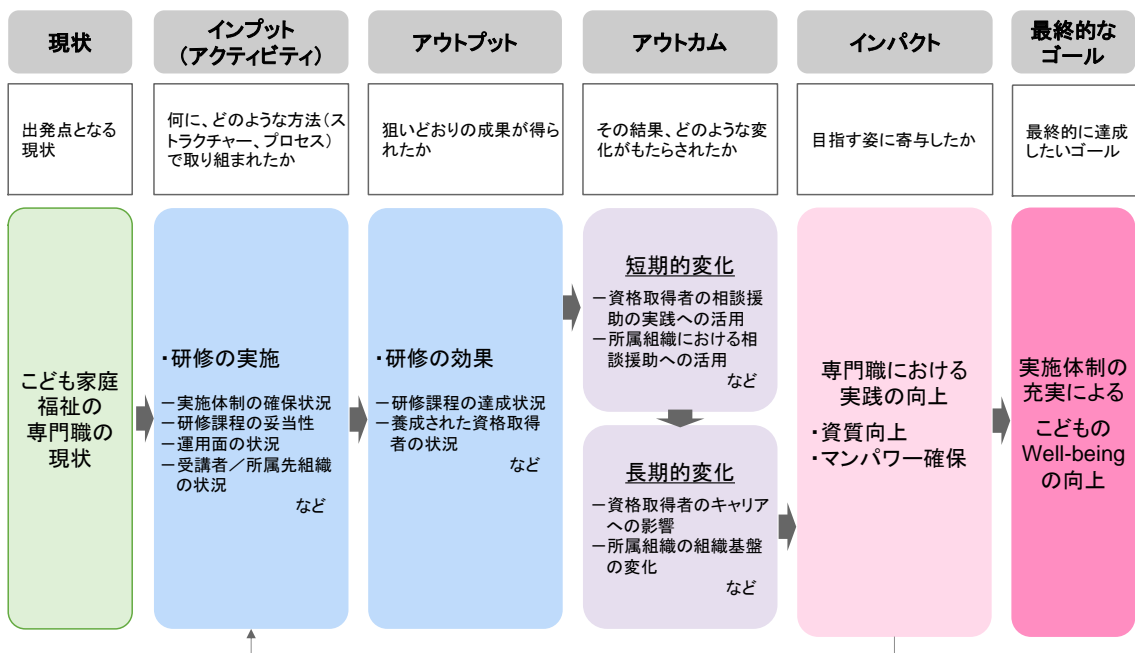 現状
インプット
(アクティビティ)
アウトプット
アウトカム
インパクト
最終的な
ゴール
出発点となる
現状
何に、どのような方法(ス
トラクチャー、プロセス)
で取り組まれたか
狙いどおりの成果が得ら
れたか
その結果、どのような変
化がもたらされたか
目指す姿に寄与したか
最終的に達成
したいゴール
こども家庭
福祉の
専門職の
現状
・研修の実施
－実施体制の確保状況
－研修課程の妥当性
－運用面の状況
－受講者／所属先組織
の状況
など
・研修の効果
－研修課程の達成状況
－養成された資格取得
者の状況
など
短期的変化
－資格取得者の相談援
助の実践への活用
－所属組織における相
談援助への活用
など
長期的変化
－資格取得者のキャリア
への影響
－所属組織の組織基盤
の変化
など
専門職における
実践の向上
・資質向上
・マンパワー確保
実施体制の
充実による
こどもの
Well-being
の向上